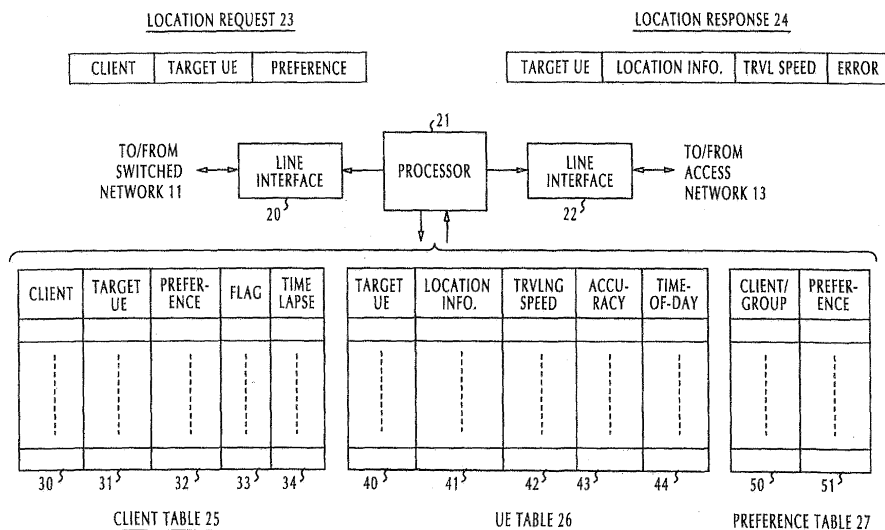 LOCATION REQUEST 23
CLIENT TARGET UE PREFERENCE
LOCATION RESPONSE 24
TARGET UE LOCATION INFO. TRVL SPEED ERROR
TO/FROM
SWITCHED
NETWORK 11
LINE
INTERFACE
20
21
PROCESSOR
LINE
INTERFACE
22
TO/FROM
ACCESS
NETWORK 13
CLIENT
TARGET
UE
PREFER-
ENCE
FLAG
TIME
LAPSE
30 31 32 33 34
CLIENT TABLE 25
TARGET
UE
LOCATION
INFO.
TRVLNG
SPEED
ACCU-
RACY
TIME-
OF-DAY
40 41 42 43 44
UE TABLE 26
CLIENT/
GROUP
PREFER-
ENCE
50 51
PREFERENCE TABLE 27